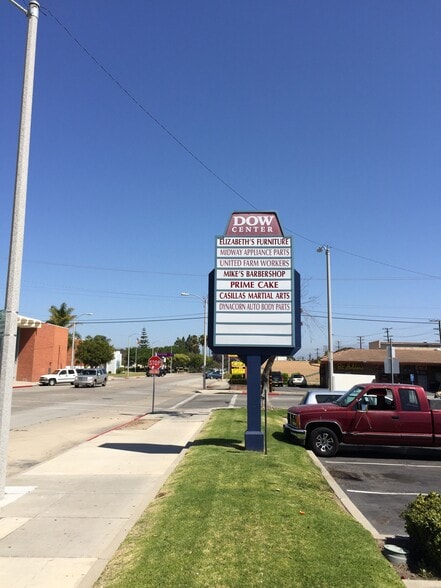 DOW
CENTER
ELIZABETH'S FURNITURE
MIDWAY APPLIANCE PARTS
UNITED FARM WORKERS
MIKE'S BARBERSHOP
PRIME CAKE
CASILLAS MARTIAL ARTS
DYNACORN AUTO BODY PARTS